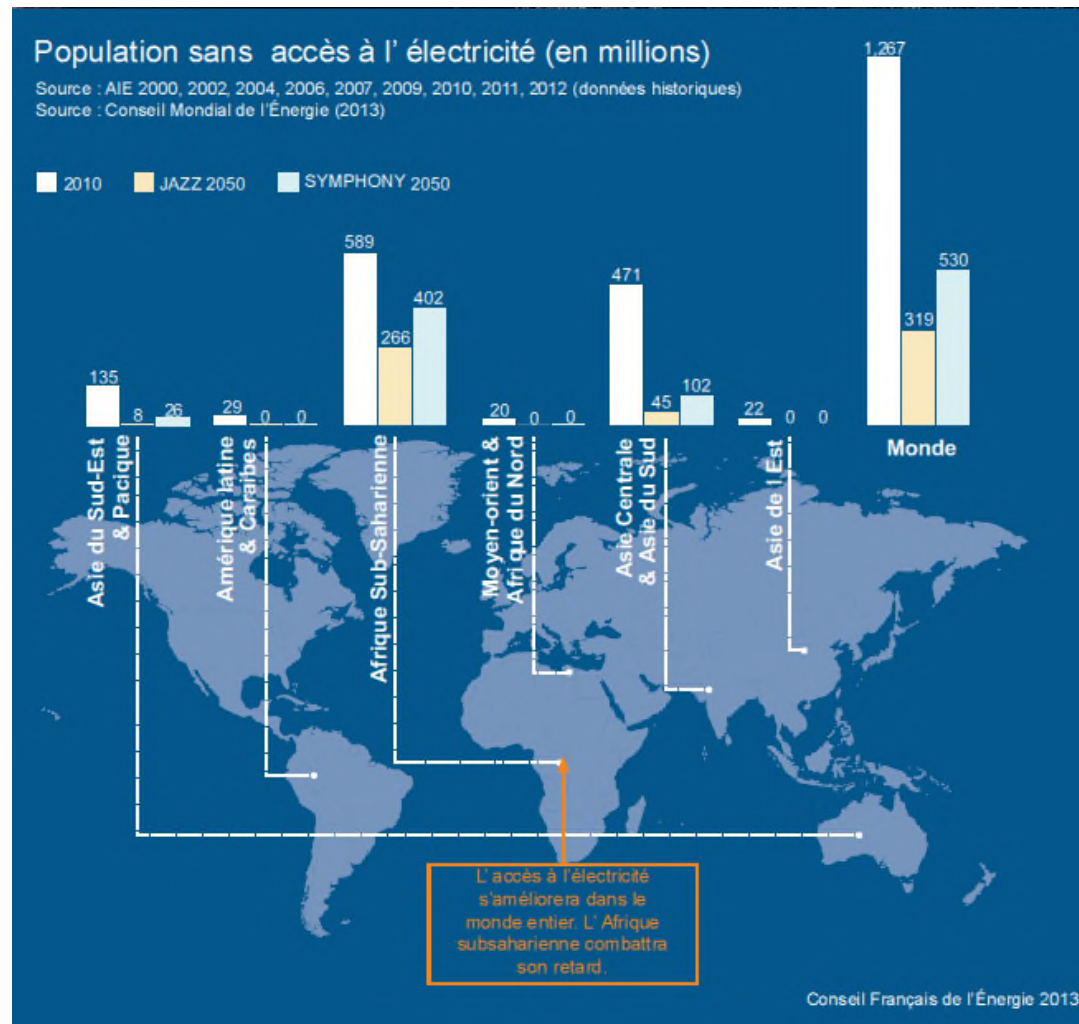 Population sans accès à l' électricité (en millions)
Source : AIE 2000, 2002, 2004, 2006, 2007, 2009, 2010, 2011, 2012 (données historiques)
Source : Conseil Mondial de l'Énergie (2013)
2010
JAZZ 2050
SYMPHONY 2050
135
8
26
29
0
0
589
266
402
20
0
0
471
45
102
22
0
0
1,267
319
530
Asie du Sud-Est
& Pacique
Amérique latine
& Caraibes
Afrique Sub-Saharienne
Moyen-orient &
Afri que du Nord
Asie Centrale
& Asie du Sud
Asie de l Est
Monde
L' accès à l'électricité
s'améliorera dans le
monde entier. L' Afrique
subsaharienne combattra
son retard.
Conseil Français de l'Énergie 2013